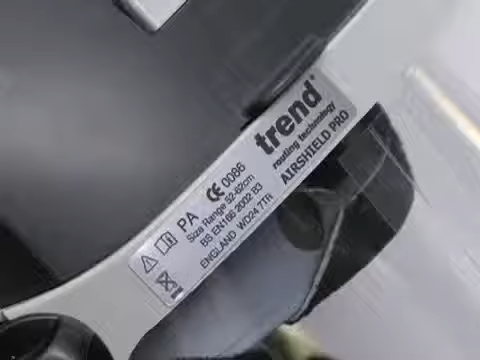 trend
routing technology
AIRSHIELD PRO
PA CE 0086
Size Range 52-62cm
BS EN166 2002 B3
ENGLAND WD24 7TR